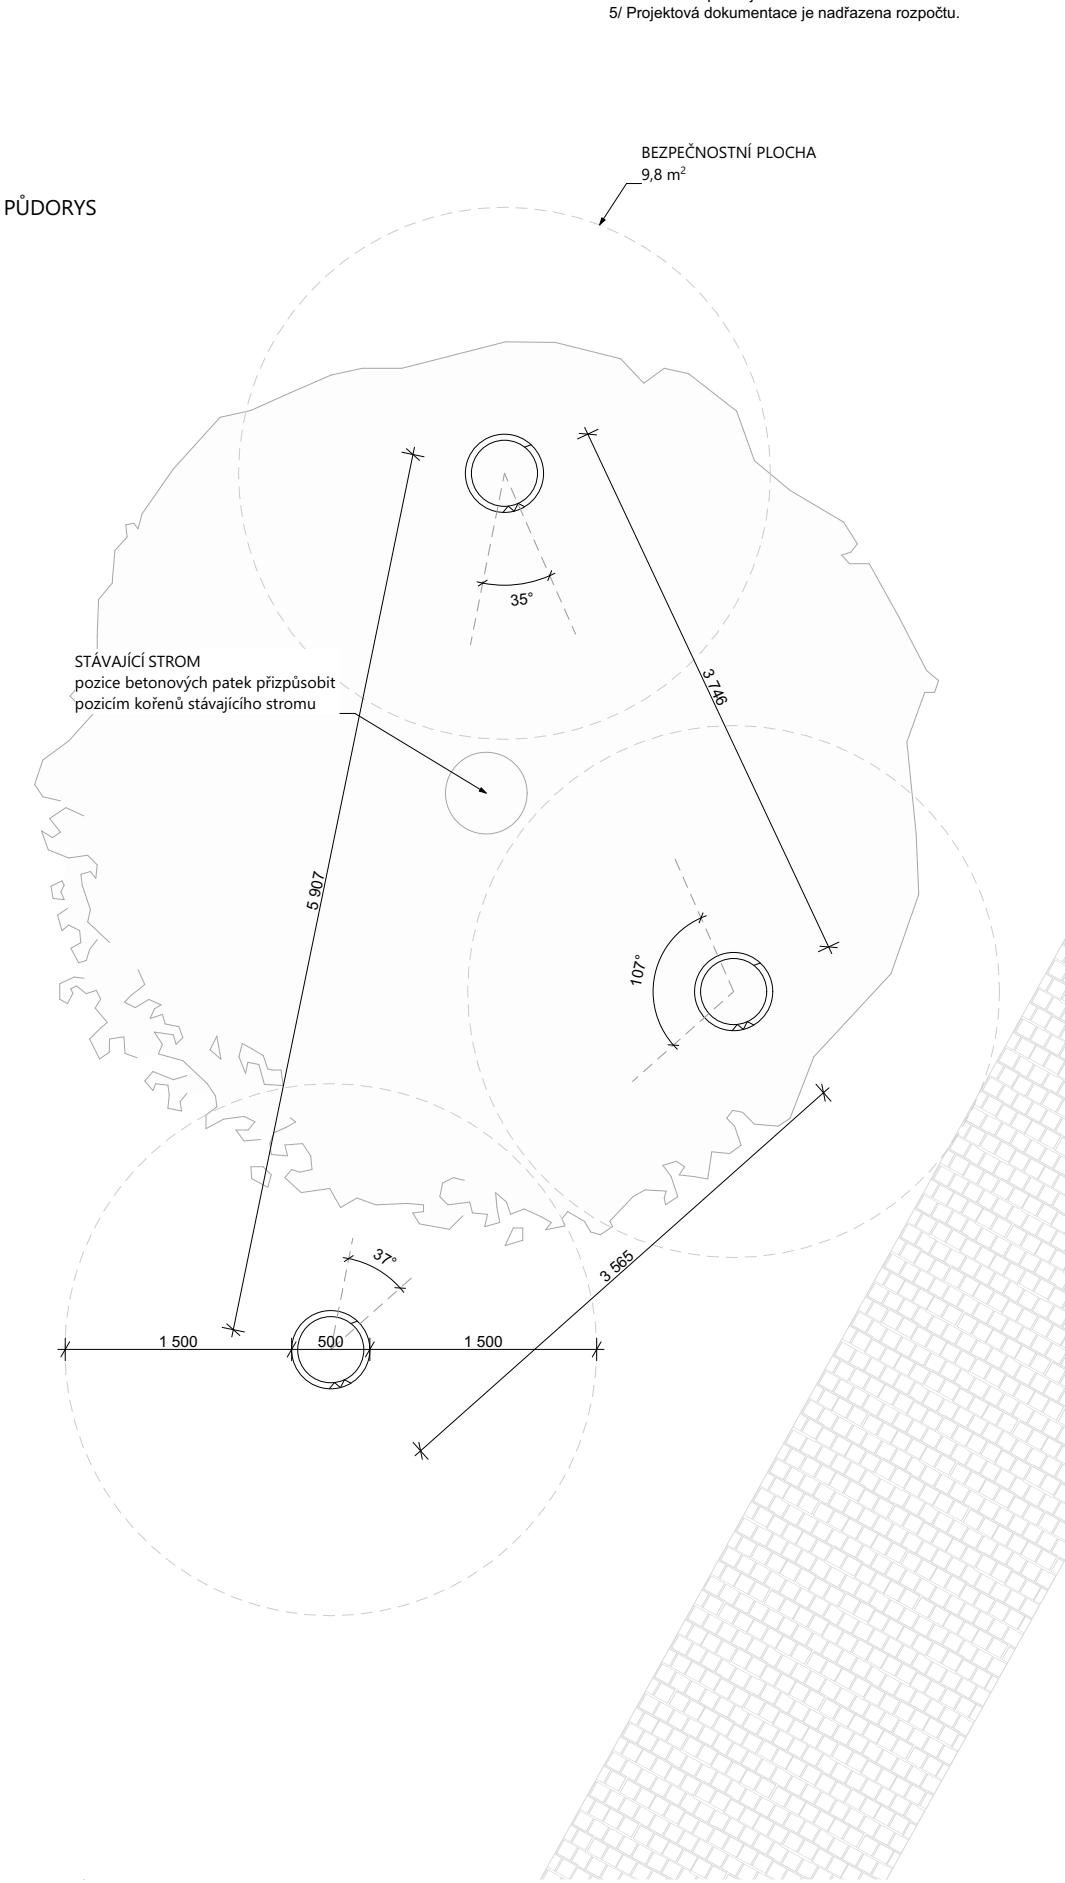 5/ Projektová dokumentace je nadřazena rozpočtu.
BEZPEČNOSTNÍ PLOCHA
9,8 m²
PŮDORYS
35°
STÁVAJÍCÍ STROM
pozice betonových patek přizpůsobit
pozicím kořenů stávajícího stromu
3 746
5 907
107°
37°
3 565
1 500
500
1 500